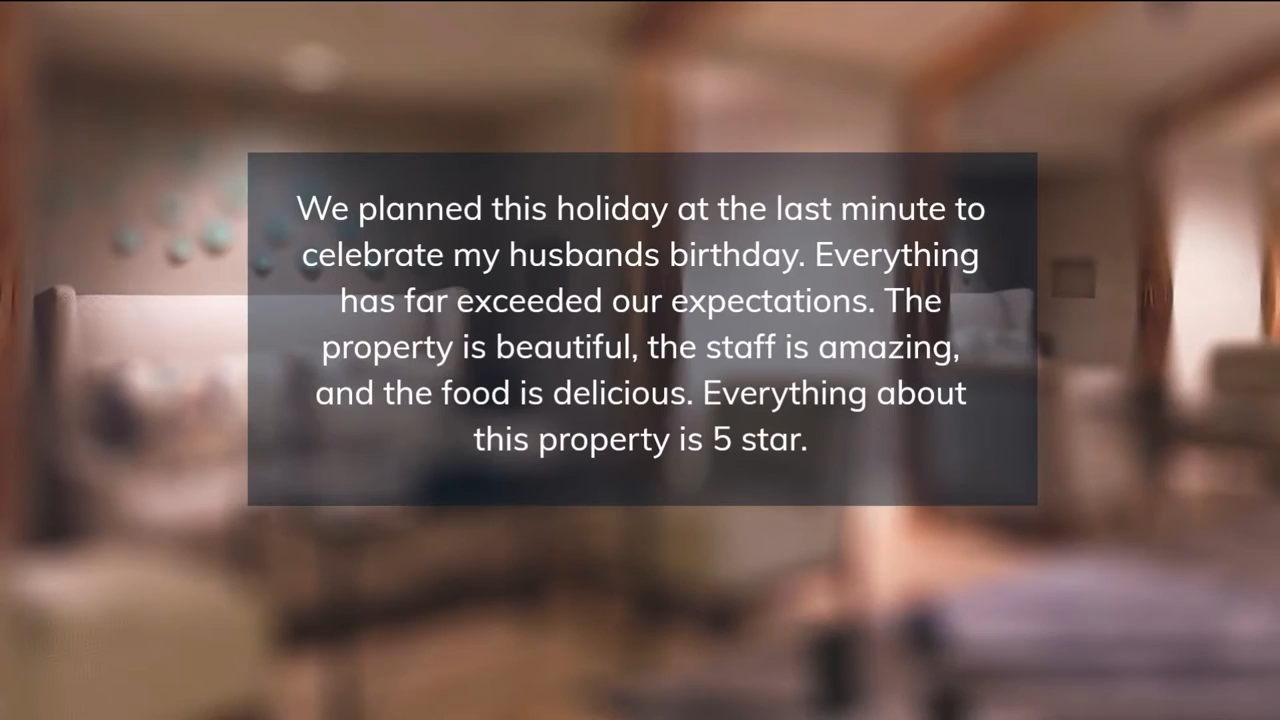 We planned this holiday at the last minute to
celebrate my husbands birthday. Everything
has far exceeded our expectations. The
property is beautiful, the staff is amazing,
and the food is delicious. Everything about
this property is 5 star.